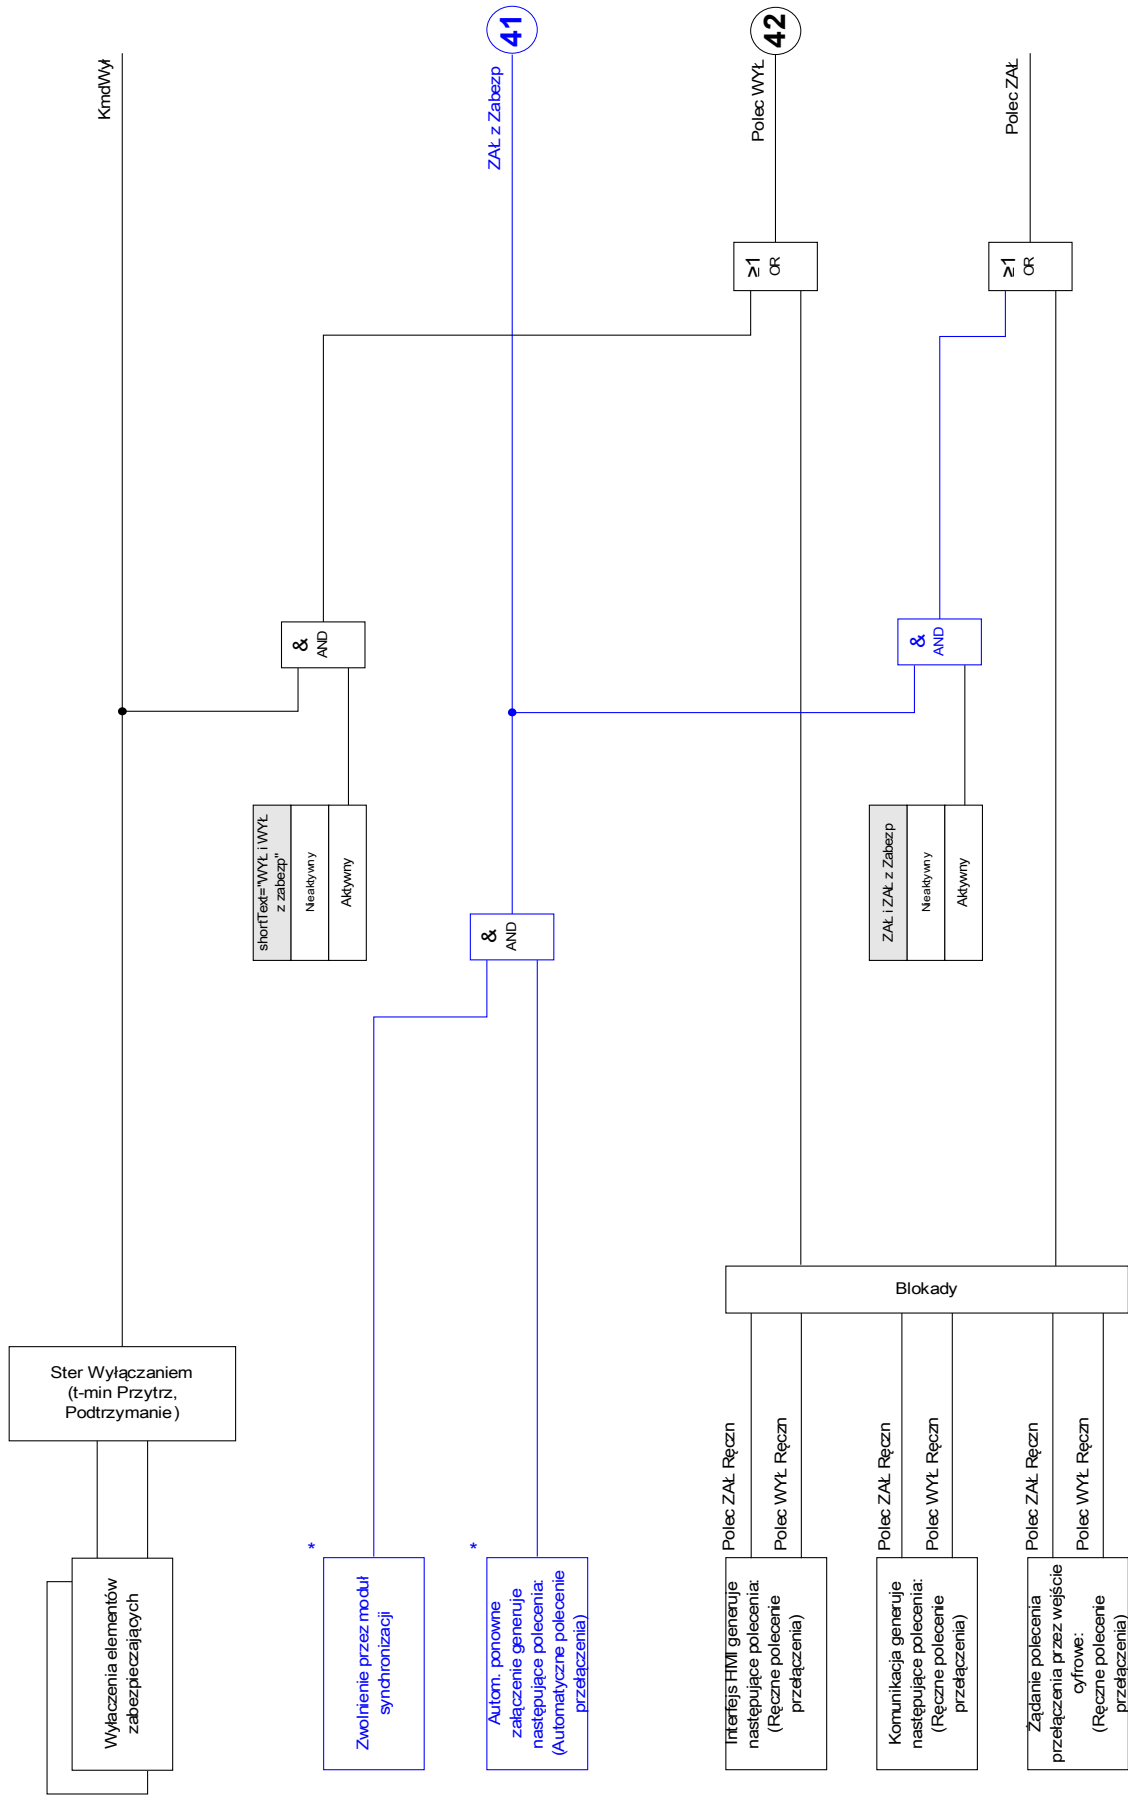 KmdWył
ZAŁ z Zabezp
41
Polec WYŁ
42
Polec ZAŁ
≥1
OR
≥1
OR
&
AND
&
AND
shortText="WYŁ i WYŁ
z zabezp"
Nieaktywny
Aktywny
ZAŁ i ZAŁ z Zabezp
Nieaktywny
Aktywny
&
AND
Ster Wyłączaniem
(t-min Przytrz,
Podtrzymanie)
Blokady
Wyłaczenia elementów
zabezpieczających
*
Zwolnienie przez moduł
synchronizacji
*
Autom. ponowne
załączenie generuje
następujące polecenia:
(Automatyczne polecenie
przełączenia)
Polec ZAŁ Ręczn
Polec WYŁ Ręczn
Interfejs HMI generuje
następujące polecenia:
(Ręczne polecenie
przełączenia)
Polec ZAŁ Ręczn
Polec WYŁ Ręczn
Komunikacja generuje
następujące polecenia:
(Ręczne polecenie
przełączenia)
Polec ZAŁ Ręczn
Polec WYŁ Ręczn
Żądanie polecenia
przełączenia przez wejście
cyfrowe:
(Ręczne polecenie
przełączenia)